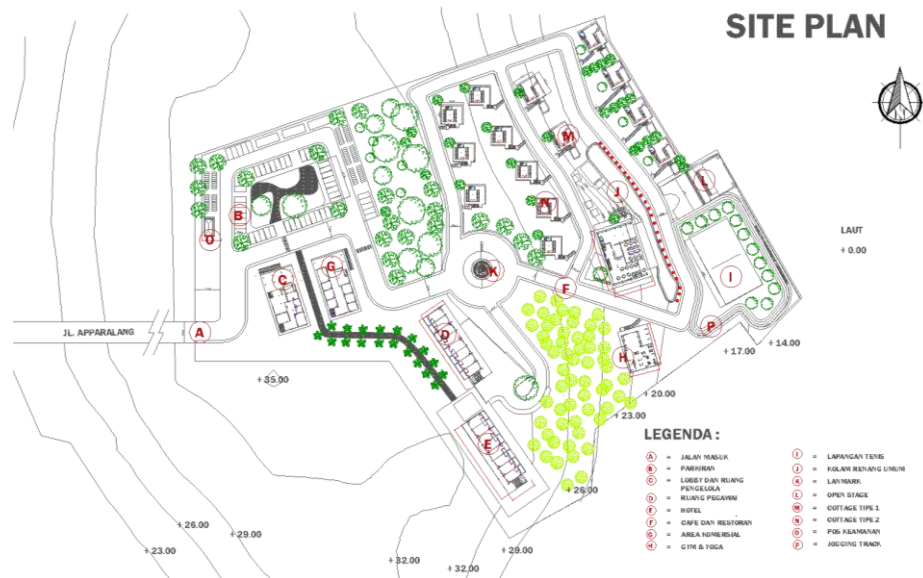 SITE PLAN
M
L
N
J
B
O
LAUT
+ 0.00
K
G
C
I
F
JL. APPARALANG
A
D
P
H
+ 14.00
+ 17.00
+ 35.00
+ 20.00
+ 23.00
E
+ 26.00
+ 26.00
+ 29.00
+ 23.00
+ 29.00
+ 32.00
+ 32.00
LEGENDA :
A = JALAN MASUK
B = PARKIRAN
C = LOBBY DAN RUANG
PENGELOLA
D = RUANG PEGAWAI
E = HOTEL
F = CAFE DAN RESTORAN
G = AREA KOMERSIAL
H = GYM & YOGA
I = LAPANGAN TENIS
J = KOLAM RENANG UMUM
K = LANMARK
L = OPEN STAGE
M = COTTAGE TIPE 1
N = COTTAGE TIPE 2
O = POS KEAMANAN
P = JOGGING TRACK